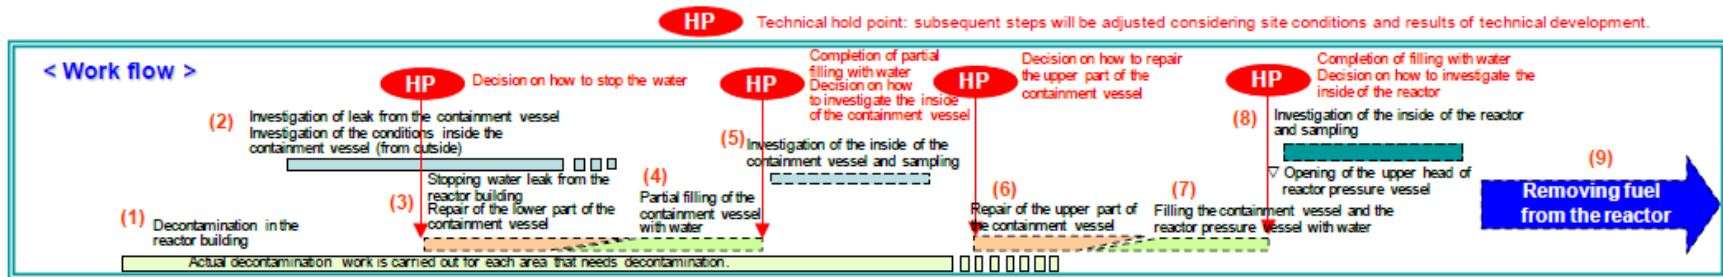 HP
Technical hold point: subsequent steps will be adjusted considering site conditions and results of technical development.
< Work flow >
HP
Decision on how to stop the water
HP
Completion of partial
filling with water
Decision on how
to investigate the inside
of the containment vessel
HP
Decision on how to repair
the upper part of the
containment vessel
HP
Completion of filling with water
Decision on how to investigate the
inside of the reactor
(2)
Investigation of leak from the containment vessel
Investigation of the conditions inside the
containment vessel (from outside)
(5)
Investigation of the inside of the
containment vessel and sampling
(8)
Investigation of the inside of the reactor
and sampling
▽ Opening of the upper head of
reactor pressure vessel
(9)
Removing fuel
from the reactor
(1)
Decontamination in the
reactor building
(3)
Stopping water leak from the
reactor building
Repair of the lower part of the
containment vessel
(4)
Partial filling of the
containment vessel
with water
(6)
Repair of the upper part of
the containment vessel
(7)
Filling the containment vessel and the
reactor pressure vessel with water
Actual decontamination work is carried out for each area that needs decontamination.